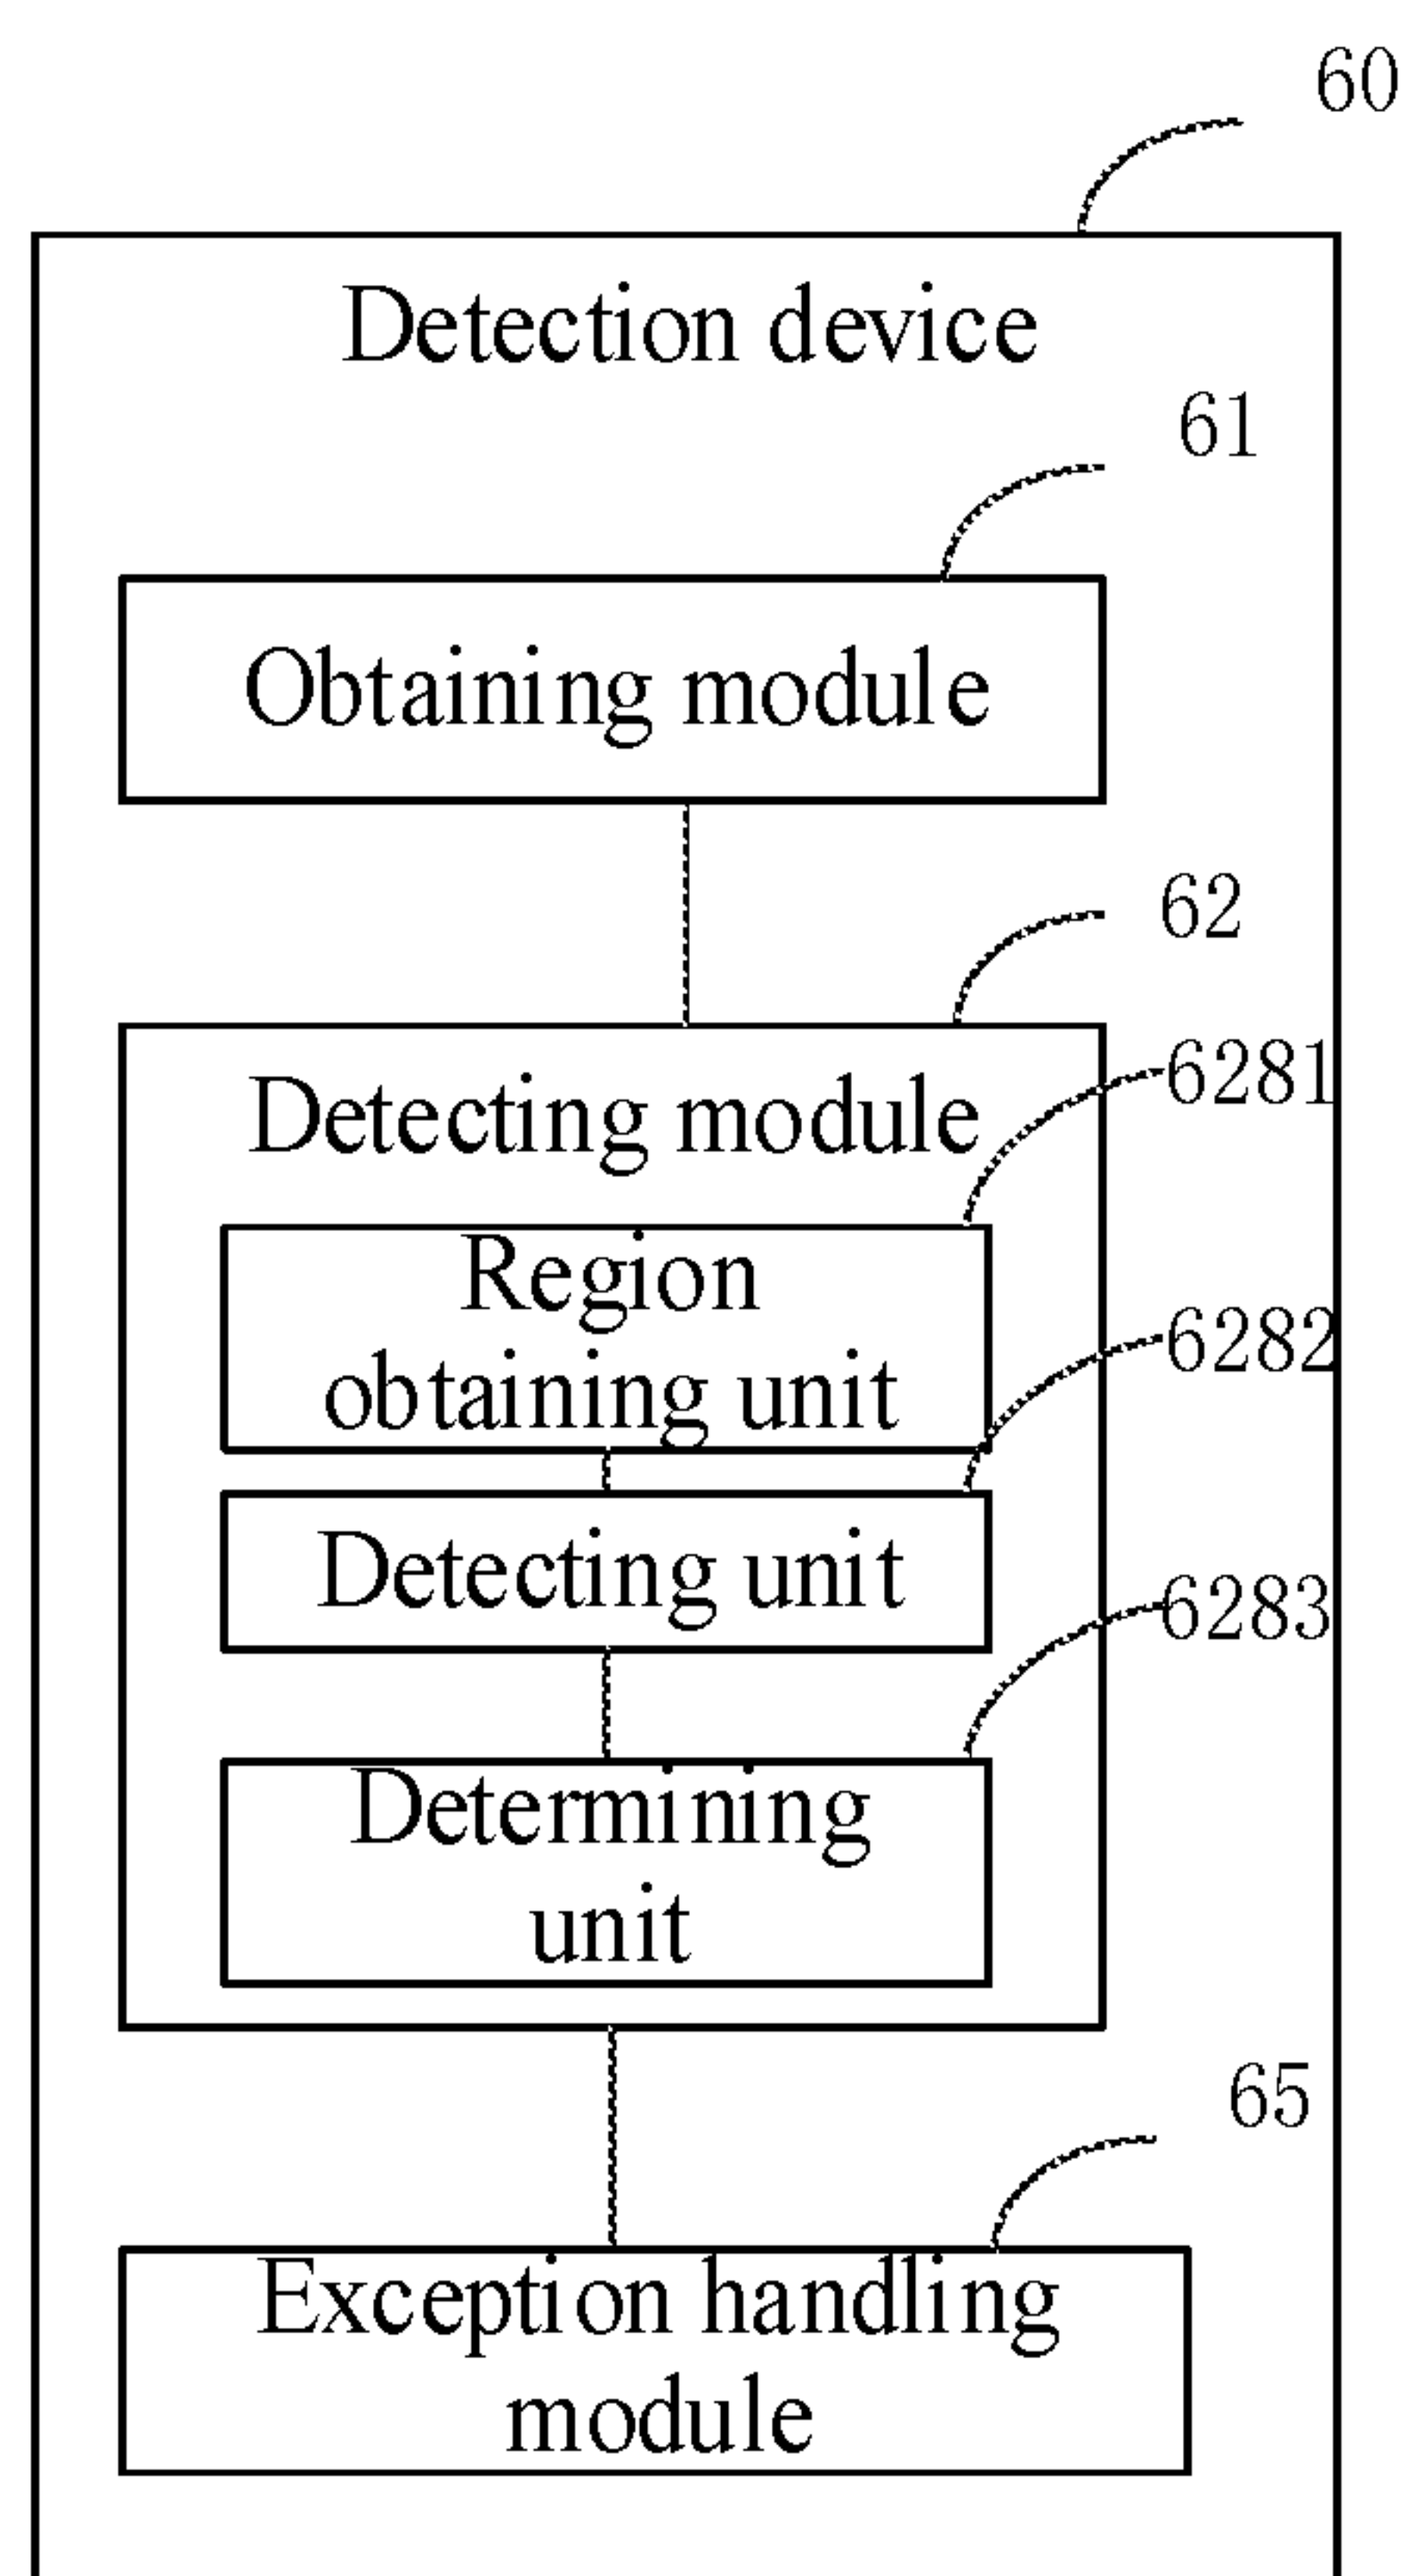 60
Detection device
61
Obtaining module
62
Detecting module
6281
Region
obtaining unit
6282
Detecting unit
6283
Determining
unit
65
Exception handling
module